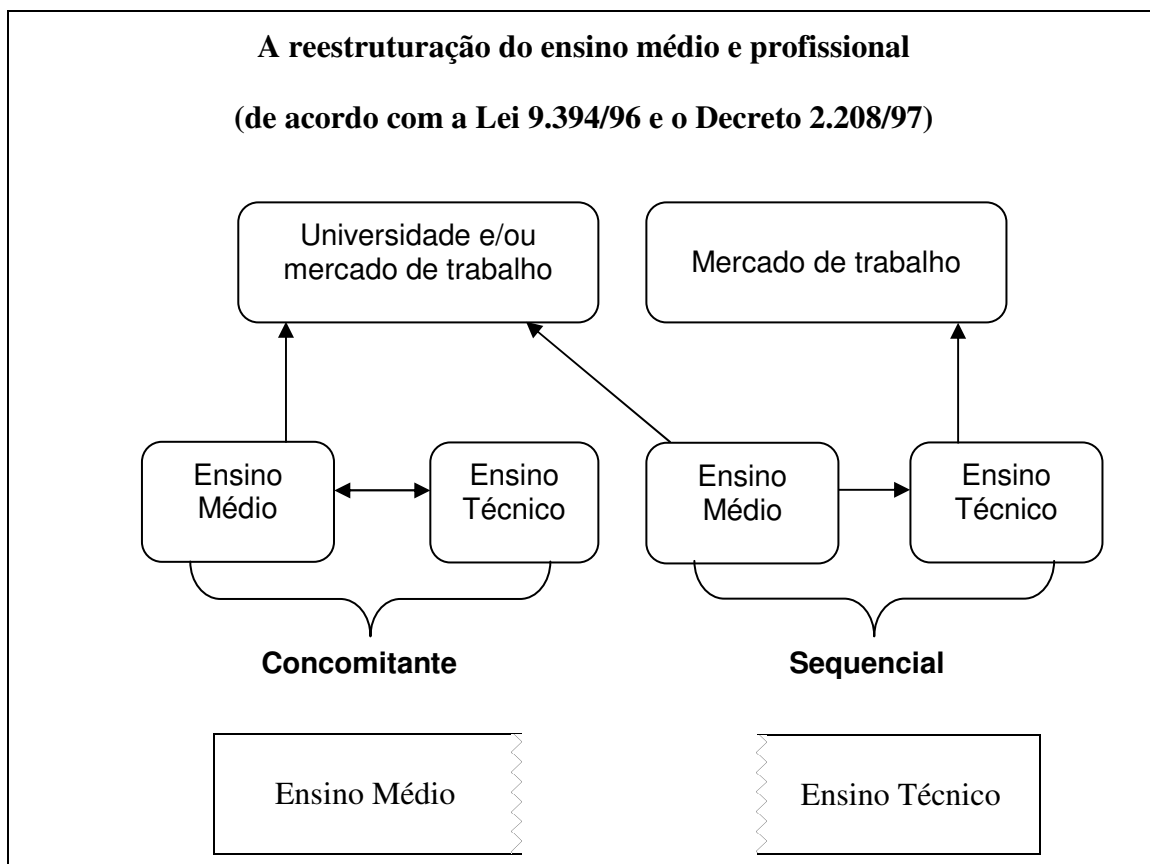 A reestruturação do ensino médio e profissional
(de acordo com a Lei 9.394/96 e o Decreto 2.208/97)
Universidade e/ou
mercado de trabalho
Mercado de trabalho
Ensino
Médio
Ensino
Técnico
Ensino
Médio
Ensino
Técnico
Concomitante
Sequencial
Ensino Médio
Ensino Técnico